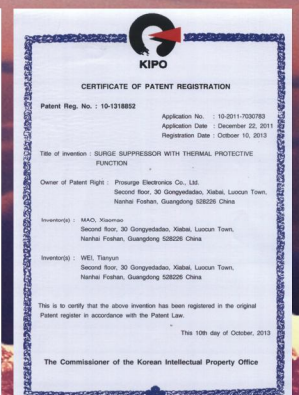 KIPO
CERTIFICATE OF PATENT REGISTRATION
Patent Reg. No. : 10-1318852
Application No. : 10-2011-7030783
Application Date : December 22, 2011
Registration Date : Octboer 10, 2013
Title of invention : SURGE SUPPRESSOR WITH THERMAL PROTECTIVE
FUNCTION
Owner of Patent Right : Prosurge Electronics Co., Ltd.
Second floor, 30 Gongyedadao, Xiabai, Luocun Town,
Nanhai Foshan, Guangdong 528226 China
Inventor(s) : MAO, Xiaomao
Second floor, 30 Gongyedadao, Xiabai, Luocun Town,
Nanhai Foshan, Guangdong 528226 China
Inventor(s) : WEI, Tianyun
Second floor, 30 Gongyedadao, Xiabai, Luocun Town,
Nanhai Foshan, Guangdong 528226 China
This is to certify that the above invention has been registered in the original
Patent register in accordance with the Patent Law.
This 10th day of October, 2013
The Commissioner of the Korean Intellectual Property Office